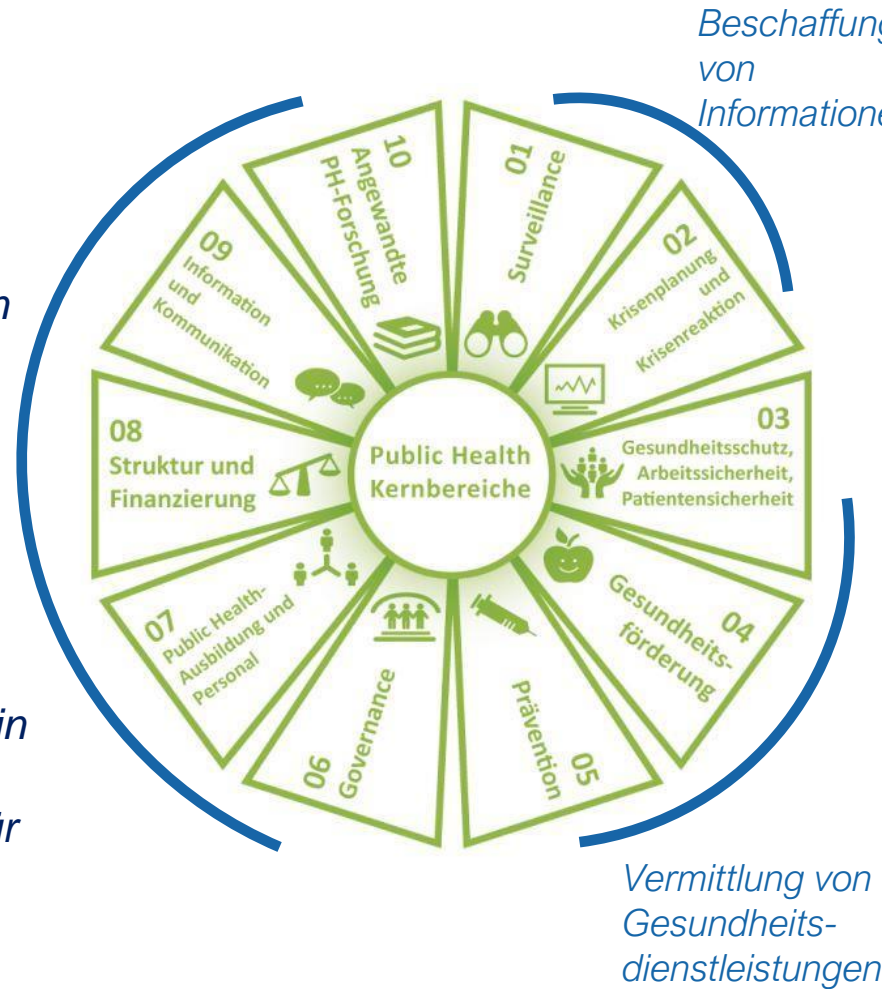 Beschaffung
von
Informatione
01
Surveillance
02
Krisenplanung
und
Krisenreaktion
03
Gesundheitsschutz,
Arbeitssicherheit,
Patientensicherheit
04
Gesundheits-
förderung
05
Prävention
06
Governance
07
Public Health-
Ausbildung und
Personal
08
Struktur und
Finanzierung
09
Information
und
Kommunikation
10
Angewandte
PH-Forschung
Public Health
Kernbereiche
n
in
Vermittlung von
Gesundheits-
dienstleistungen